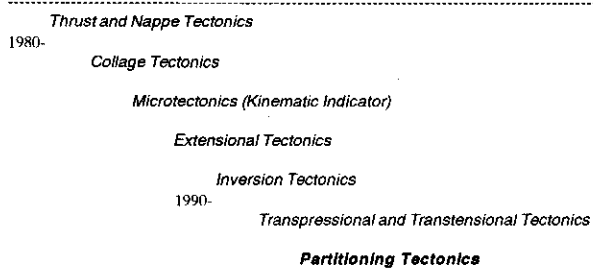 Thrust and Nappe Tectonics
1980-
Collage Tectonics
Microtectonics (Kinematic Indicator)
Extensional Tectonics
Inversion Tectonics
1990-
Transpressional and Transtensional Tectonics
Partitioning Tectonics